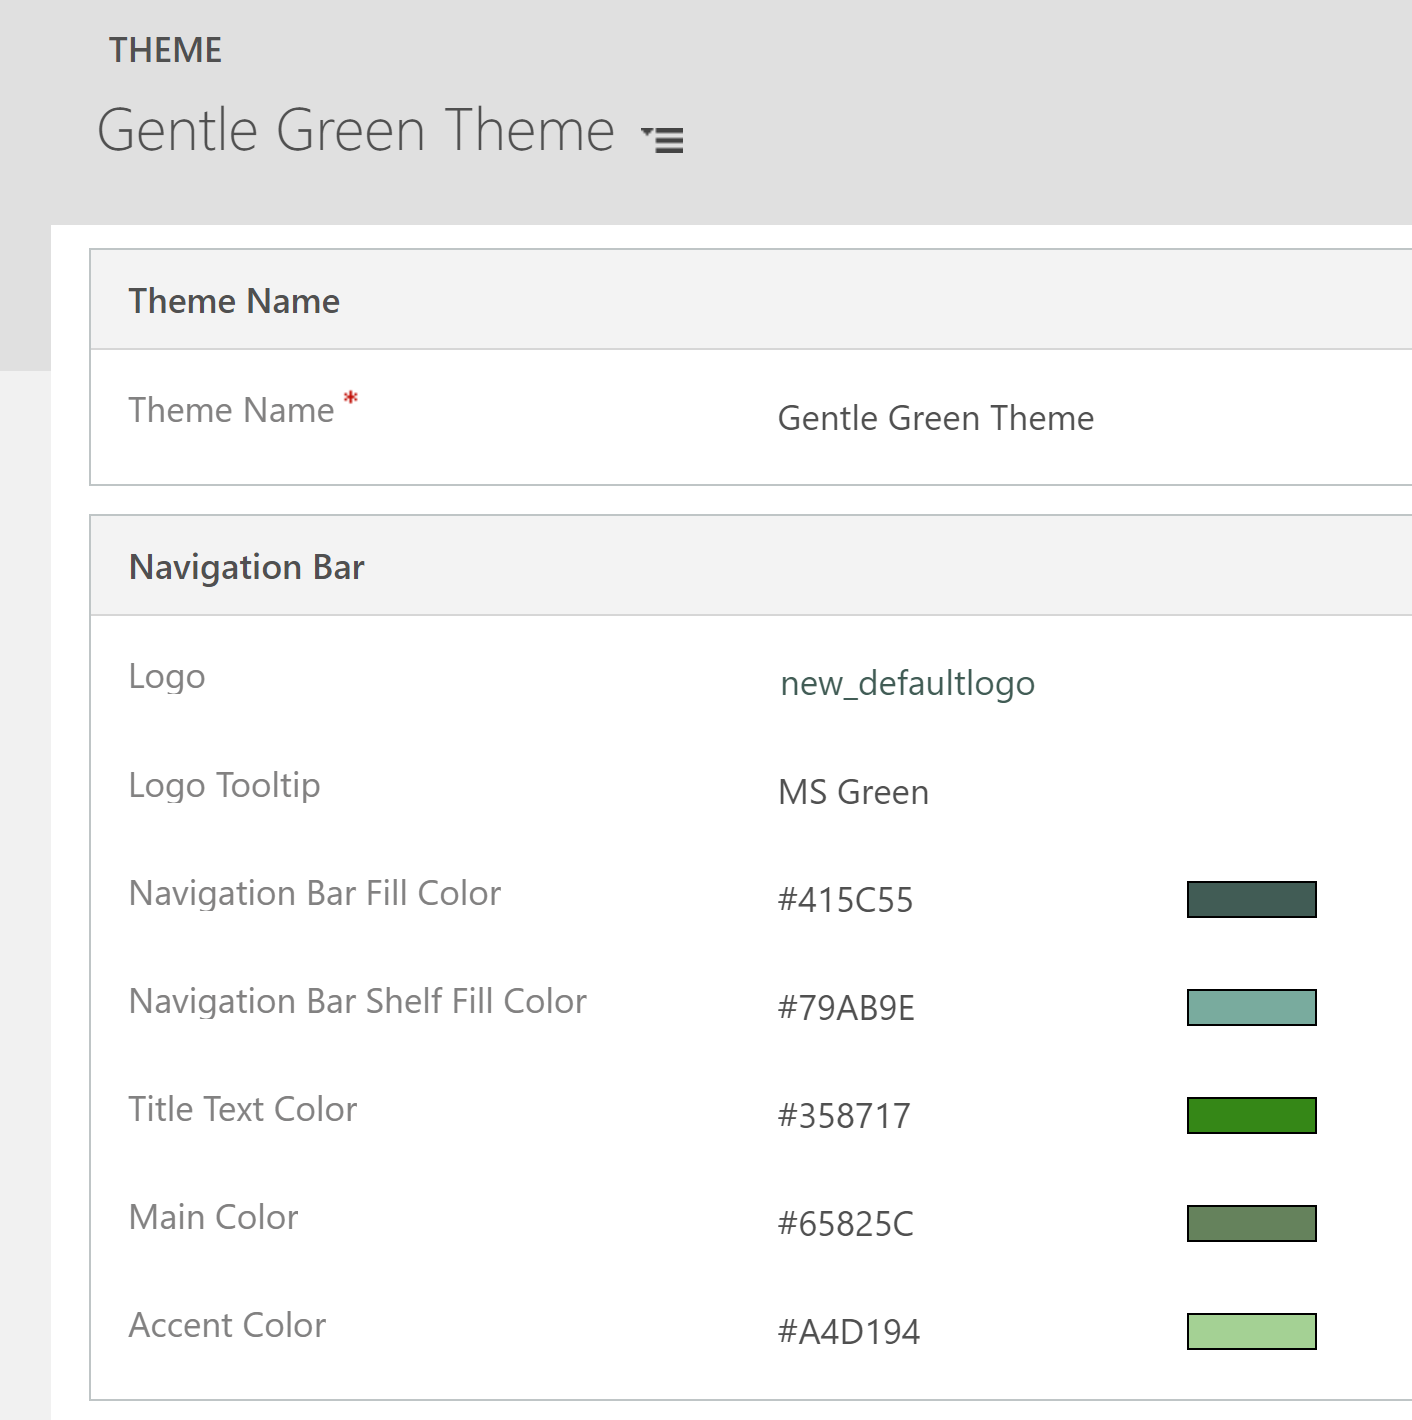 THEME
Gentle Green Theme
Theme Name
Theme Name * Gentle Green Theme
Navigation Bar
Logo new_defaultlogo
Logo Tooltip MS Green
Navigation Bar Fill Color #415C55
Navigation Bar Shelf Fill Color #79AB9E
Title Text Color #358717
Main Color #65825C
Accent Color #A4D194